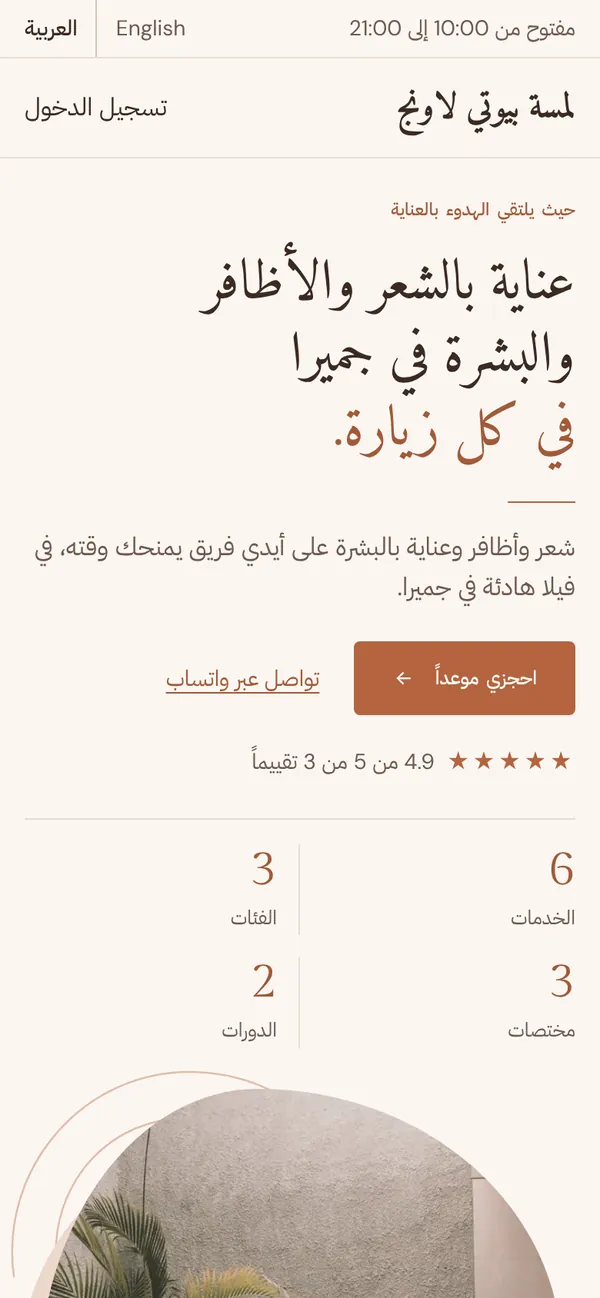 مفتوح من 10:00 إلى 21:00
English
العربية
لمسة بيوتي لاونج
تسجيل الدخول
حيث يلتقي الهدوء بالعناية
عناية بالشعر والأظافر
والبشرة في جميرا
في كل زيارة.
شعر وأظافر وعناية بالبشرة على أيدي فريق يمنحك وقته، في
فيلا هادئة في جميرا.
احجزي موعداً ←
تواصل عبر واتساب
★★★★★ 4.9 من 5 من 3 تقييماً
6
الخدمات
3
الفئات
3
مختصات
2
الدورات